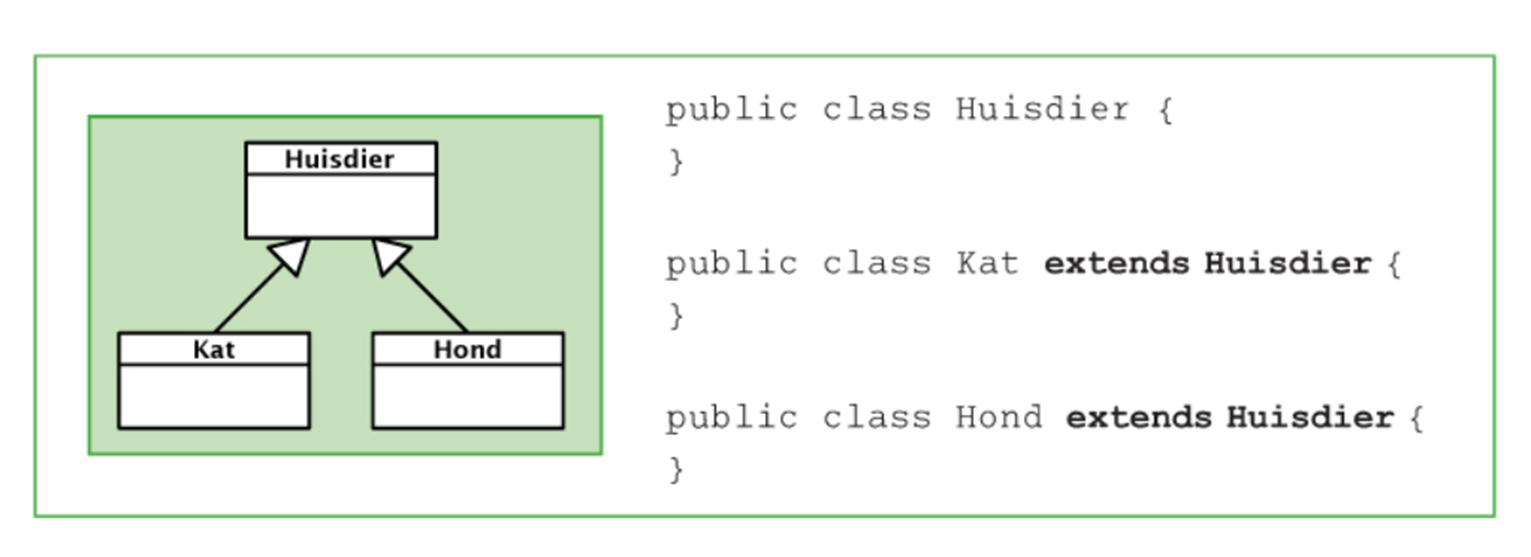 Huisdier
Kat
Hond
public class Huisdier {
}
public class Kat extends Huisdier {
}
public class Hond extends Huisdier {
}